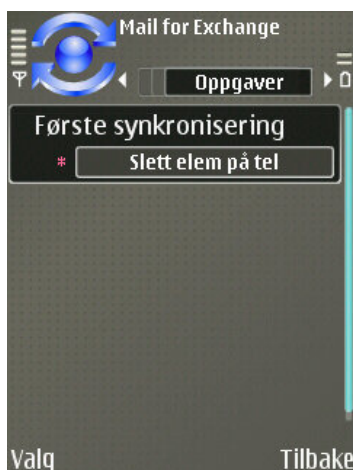 Mail for Exchange
Oppgaver
Første synkronisering
* Slett elem på tel
Valg
Tilbake